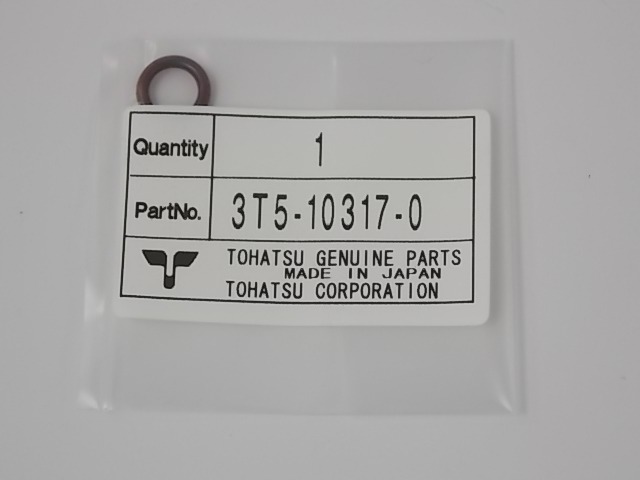 Quantity 1
PartNo. 3T5-10317-0
TOHATSU GENUINE PARTS
MADE IN JAPAN
TOHATSU CORPORATION